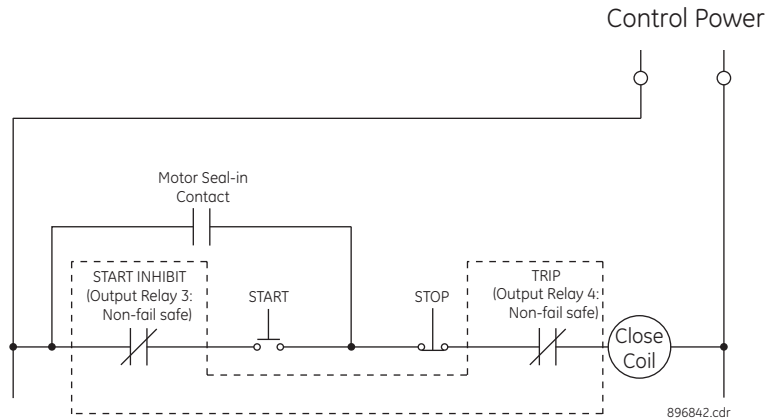 Control Power
Motor Seal-in
Contact
START INHIBIT
(Output Relay 3:
Non-fail safe)
START
STOP
TRIP
(Output Relay 4:
Non-fail safe)
Close
Coil
896842.cdr